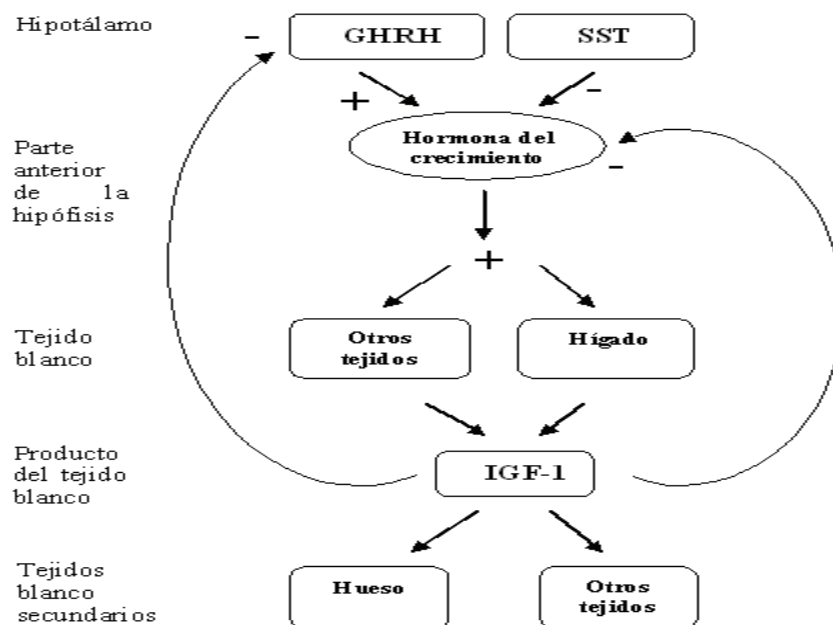 Hipotálamo
-
GHRH
SST
+
-
Hormona del
crecimiento
-
Parte
anterior
de la
hipófisis
+
Tejido
blanco
Otros
tejidos
Hígado
Producto
del tejido
blanco
IGF-1
Tejidos
blanco
secundarios
Hueso
Otros
tejidos